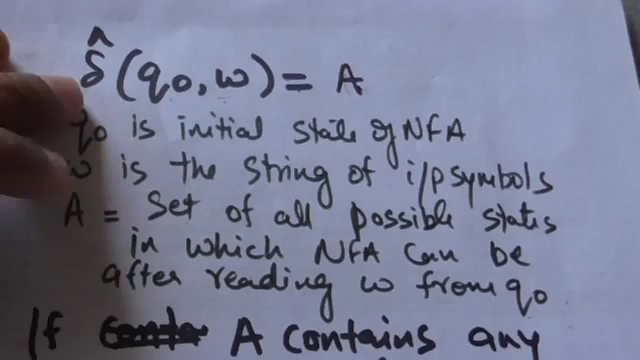 δ̂(q0, w) = A
q0 is initial state of NFA
w is the string of i/p symbols
A = Set of all possible states
in which NFA can be
after reading w from q0
If A contains any